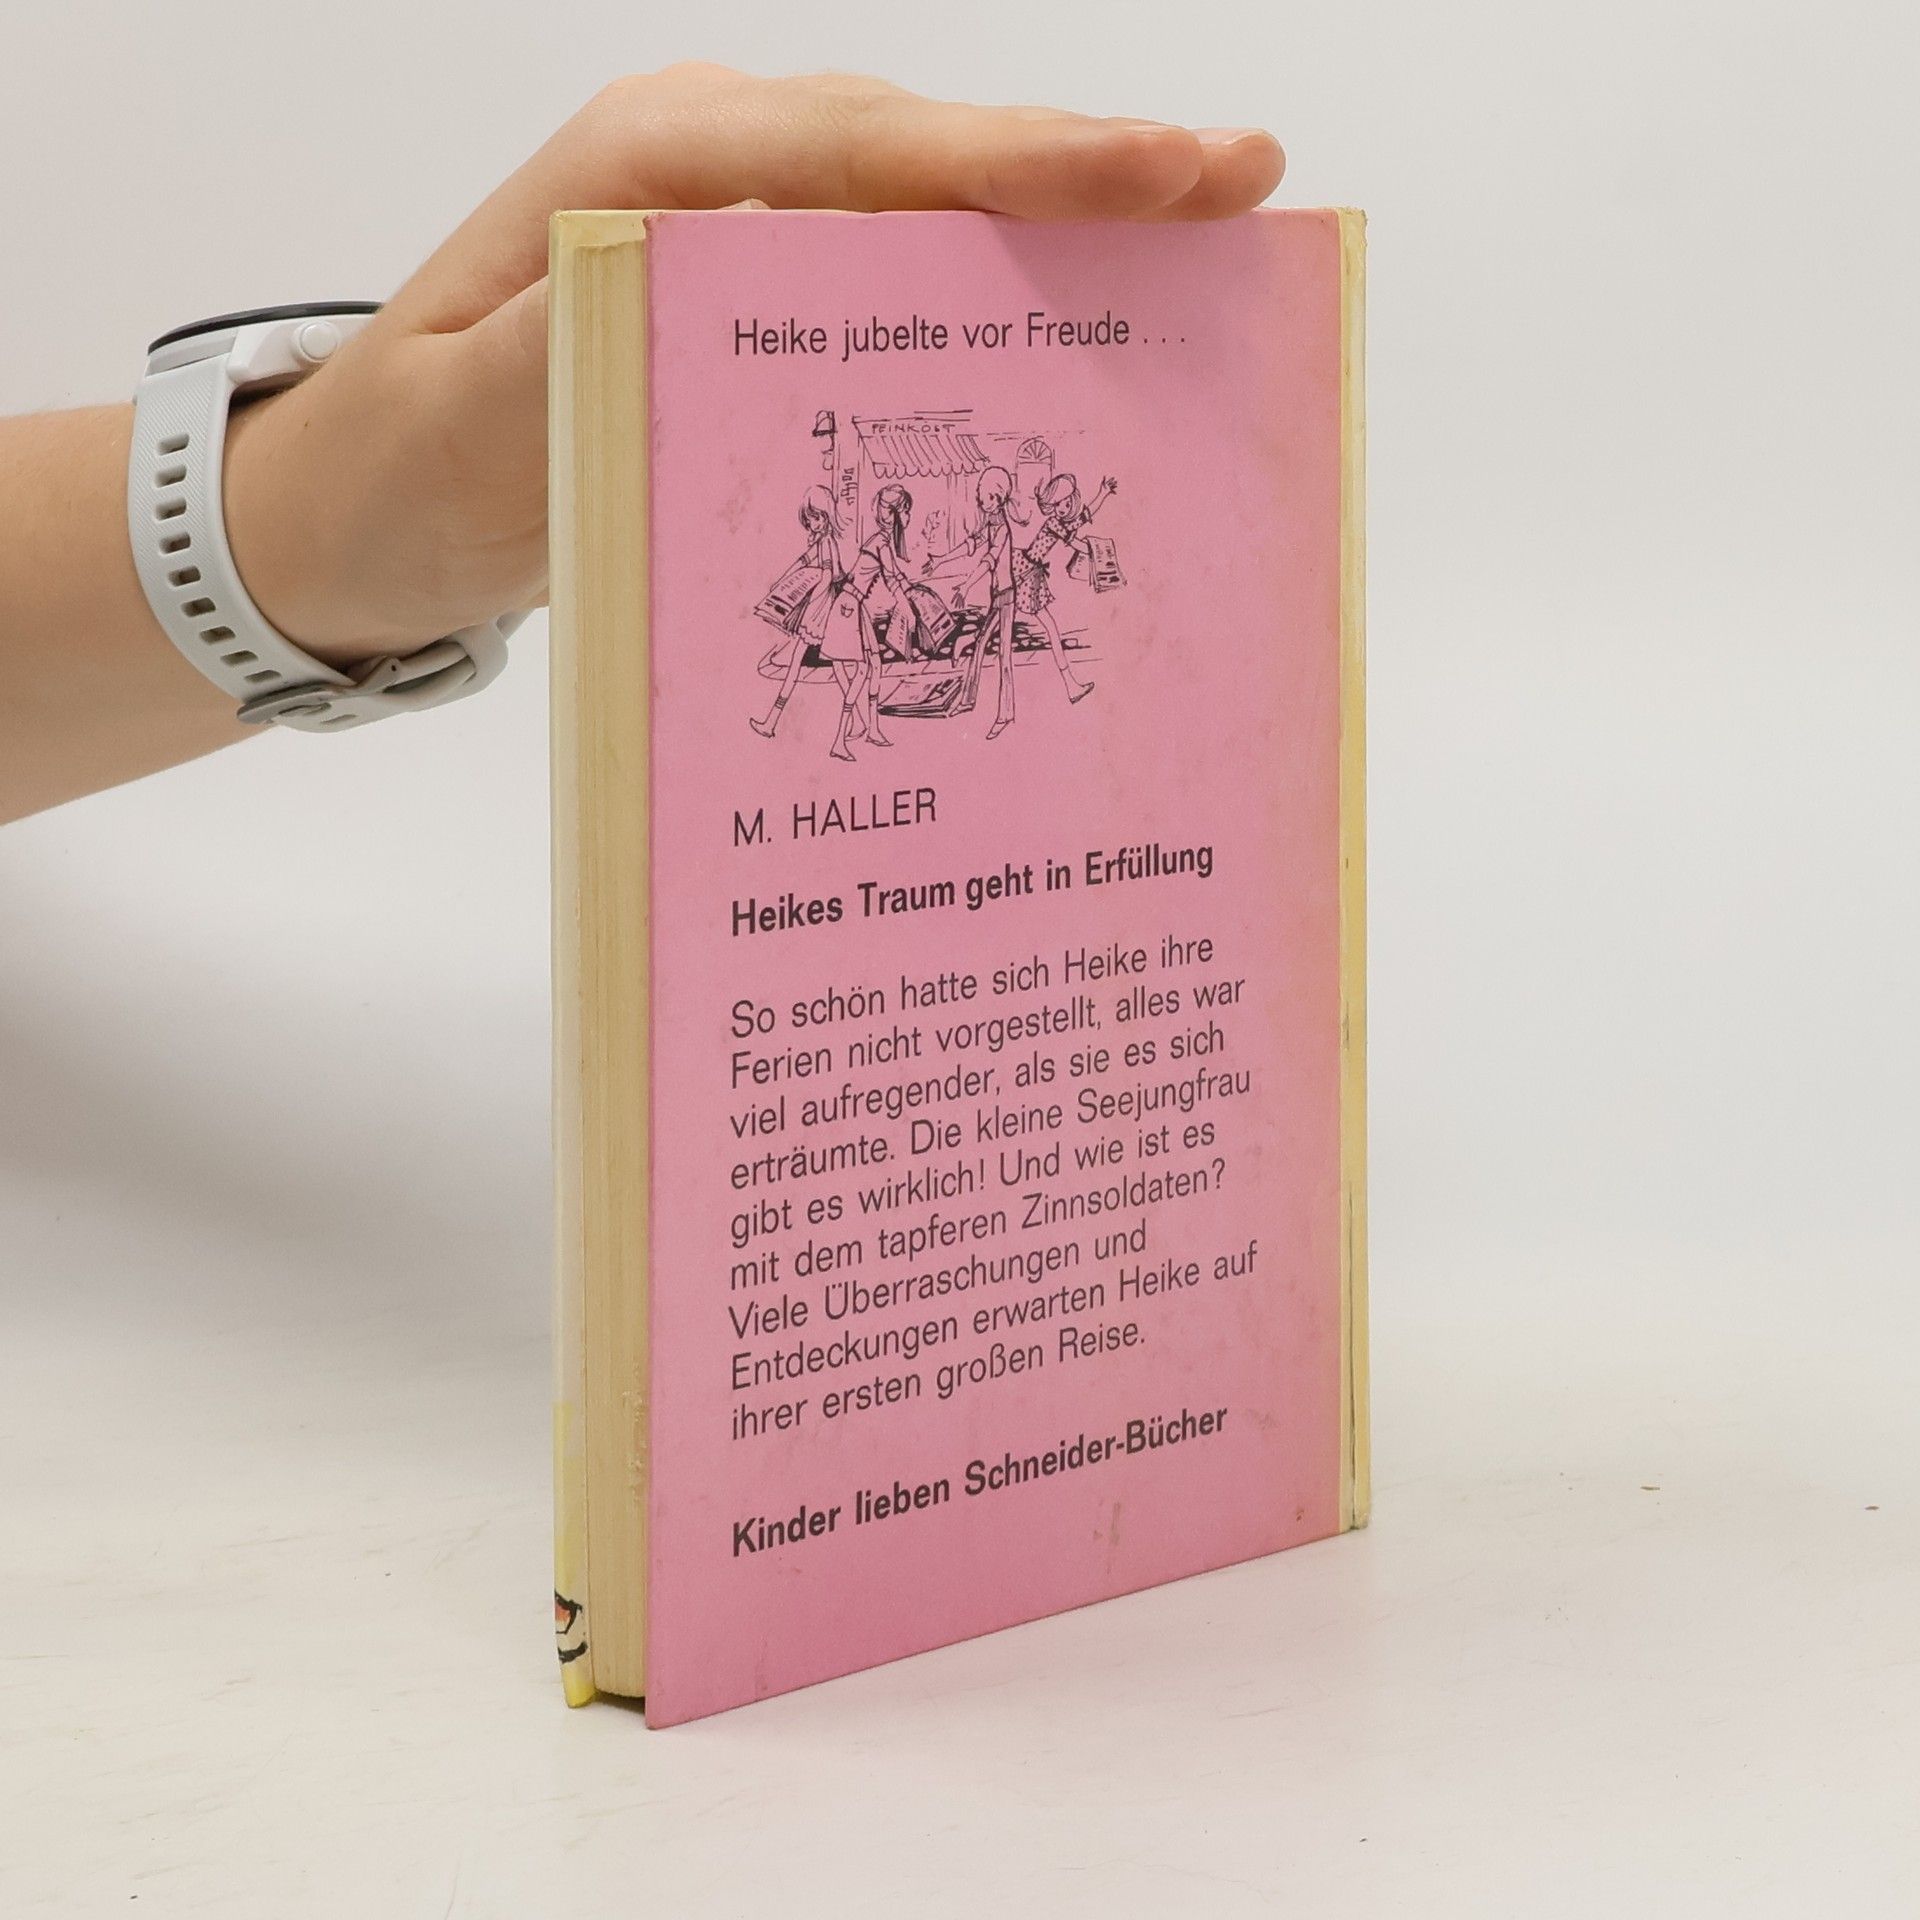 Heike jubelte vor Freude . . .
FEINKOST
M. HALLER
Heikes Traum geht in Erfüllung
So schön hatte sich Heike ihre
Ferien nicht vorgestellt, alles war
viel aufregender, als sie es sich
erträumte. Die kleine Seejungfrau
gibt es wirklich! Und wie ist es
mit dem tapferen Zinnsoldaten?
Viele Überraschungen und
Entdeckungen erwarten Heike auf
ihrer ersten großen Reise.
Kinder lieben Schneider-Bücher